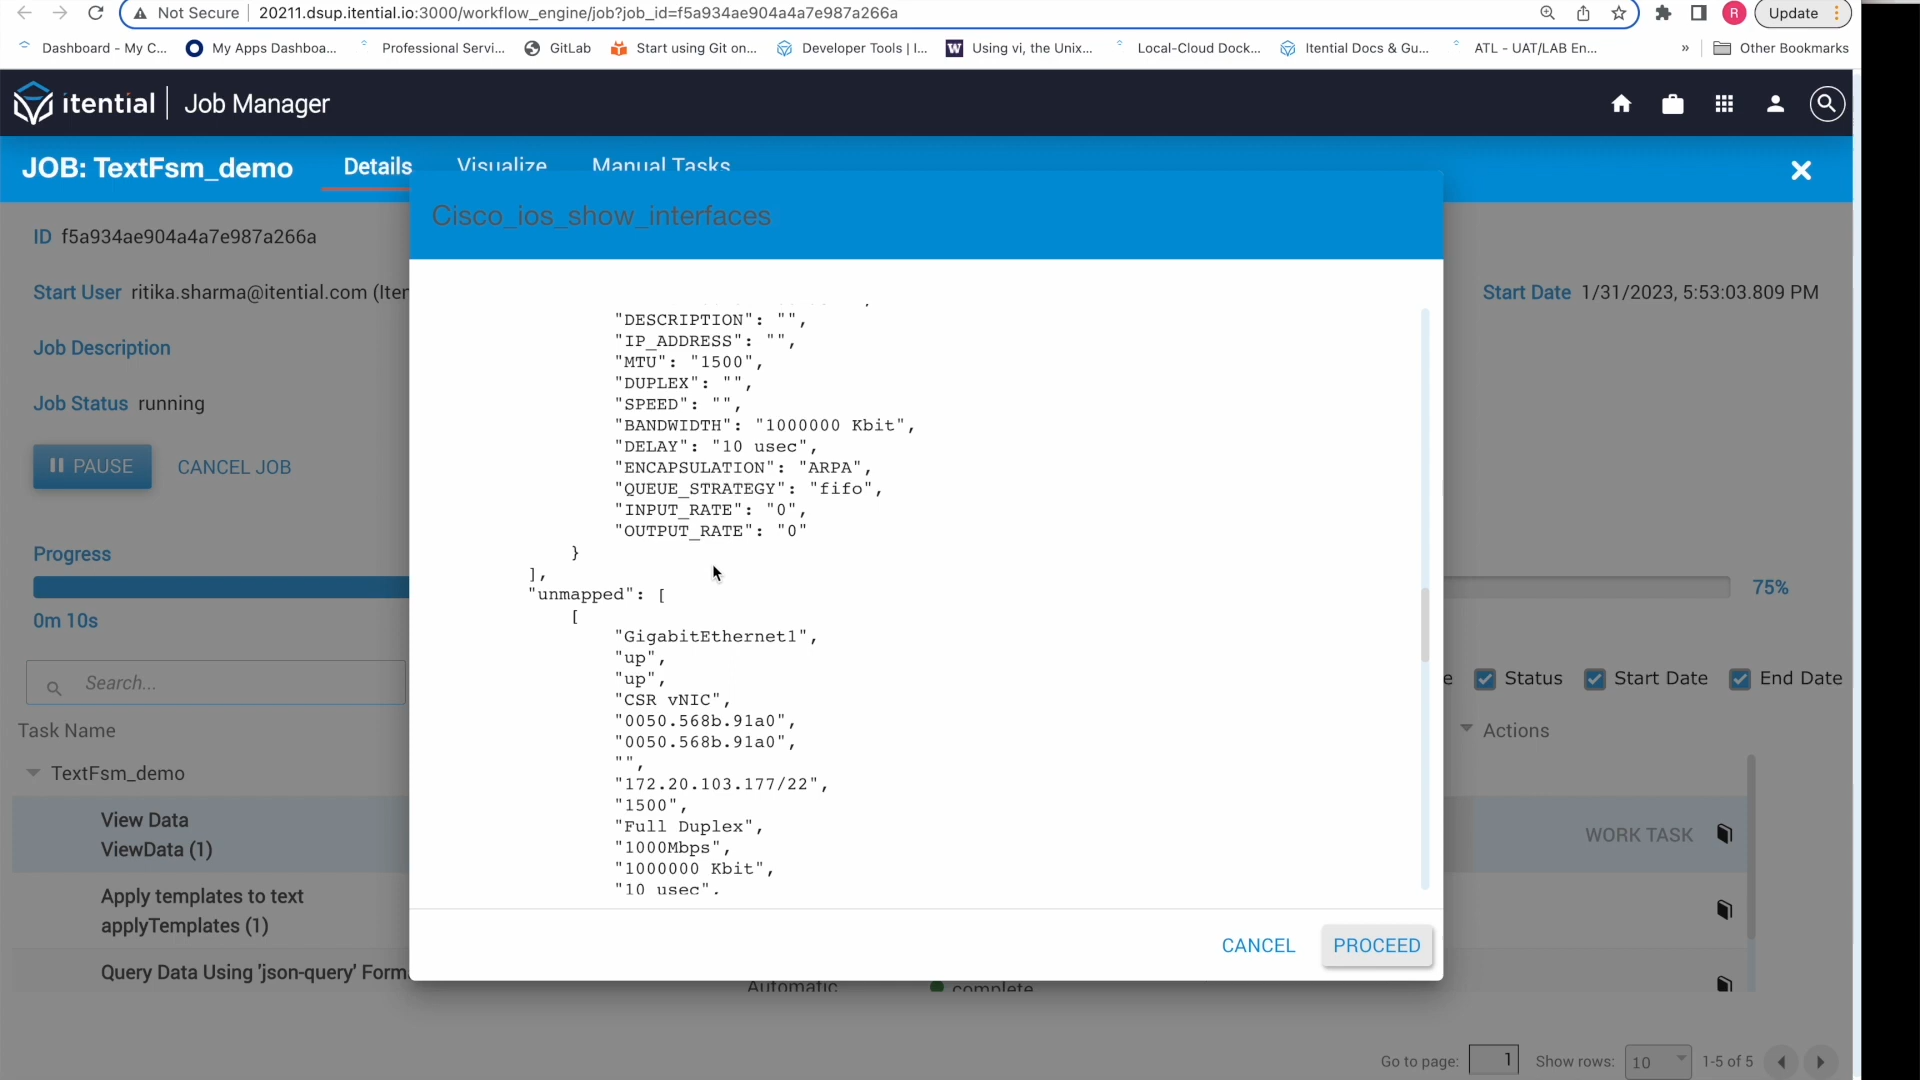 Not Secure 20211.dsup.itential.io:3000/workflow_engine/job?job_id=f5a934ae904a4a7e987a266a R Update
Dashboard - My C... My Apps Dashboa... Professional Servi... GitLab Start using Git on... Developer Tools | I... W Using vi, the Unix... Local-Cloud Dock... Itential Docs & Gu... ATL - UAT/LAB En... » Other Bookmarks
itential | Job Manager
JOB: TextFsm_demo Details Visualize Manual Tasks
Cisco_ios_show_interfaces
ID f5a934ae904a4a7e987a266a
Start User ritika.sharma@itential.com (Iter
Start Date 1/31/2023, 5:53:03.809 PM
Job Description
Job Status running
PAUSE CANCEL JOB
Progress
75%
0m 10s
Search...
e Status Start Date End Date
Task Name
Actions
TextFsm_demo
View Data
ViewData (1)
WORK TASK
Apply templates to text
applyTemplates (1)
Query Data Using 'json-query' Form
Automatic complete
"DESCRIPTION": "",
"IP_ADDRESS": "",
"MTU": "1500",
"DUPLEX": "",
"SPEED": "",
"BANDWIDTH": "1000000 Kbit",
"DELAY": "10 usec",
"ENCAPSULATION": "ARPA",
"QUEUE_STRATEGY": "fifo",
"INPUT_RATE": "0",
"OUTPUT_RATE": "0"
}
],
"unmapped": [
[
"GigabitEthernet1",
"up",
"up",
"CSR vNIC",
"0050.568b.91a0",
"0050.568b.91a0",
"",
"172.20.103.177/22",
"1500",
"Full Duplex",
"1000Mbps",
"1000000 Kbit",
"10 usec",
CANCEL PROCEED
Go to page: 1 Show rows: 10 1-5 of 5